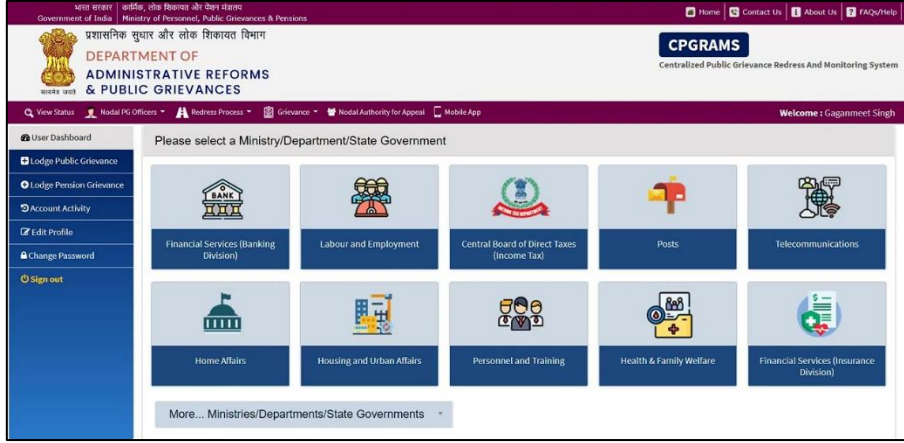 भारत सरकार
Government of India
कार्मिक, लोक शिकायत और पेंशन मंत्रालय
Ministry of Personnel, Public Grievances & Pensions
Home
Contact Us
About Us
FAQs/Help
प्रशासनिक सुधार और लोक शिकायत विभाग
DEPARTMENT OF
ADMINISTRATIVE REFORMS
& PUBLIC GRIEVANCES
सत्यमेव जयते
CPGRAMS
Centralized Public Grievance Redress And Monitoring System
View Status
Nodal PG Officers
Redress Process
Grievance
Nodal Authority for Appeal
Mobile App
Welcome : Gaganmeet Singh
User Dashboard
Lodge Public Grievance
Lodge Pension Grievance
Account Activity
Edit Profile
Change Password
Sign out
Please select a Ministry/Department/State Government
BANK
Financial Services (Banking
Division)
Labour and Employment
INCOME TAX DEPARTMENT
Central Board of Direct Taxes
(Income Tax)
Posts
Telecommunications
Home Affairs
Housing and Urban Affairs
Personnel and Training
Health & Family Welfare
Financial Services (Insurance
Division)
More... Ministries/Departments/State Governments